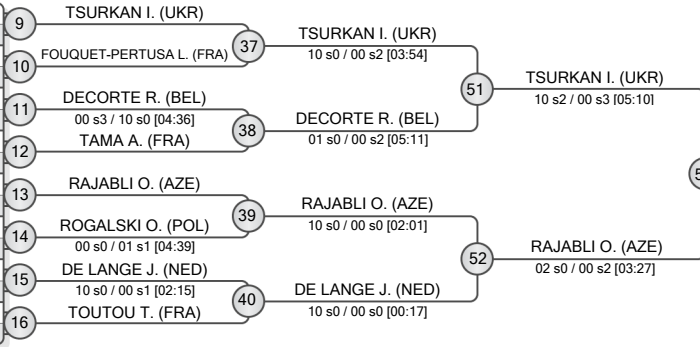 9
TSURKAN I. (UKR)
10
FOUQUET-PERTUSA L. (FRA)
37
TSURKAN I. (UKR)
10 s0 / 00 s2 [03:54]
11
DECORTE R. (BEL)
00 s3 / 10 s0 [04:36]
12
TAMA A. (FRA)
38
DECORTE R. (BEL)
01 s0 / 00 s2 [05:11]
51
TSURKAN I. (UKR)
10 s2 / 00 s3 [05:10]
13
RAJABLI O. (AZE)
14
ROGALSKI O. (POL)
00 s0 / 01 s1 [04:39]
39
RAJABLI O. (AZE)
10 s0 / 00 s0 [02:01]
15
DE LANGE J. (NED)
10 s0 / 00 s1 [02:15]
16
TOUTOU T. (FRA)
40
DE LANGE J. (NED)
10 s0 / 00 s0 [00:17]
52
RAJABLI O. (AZE)
02 s0 / 00 s2 [03:27]